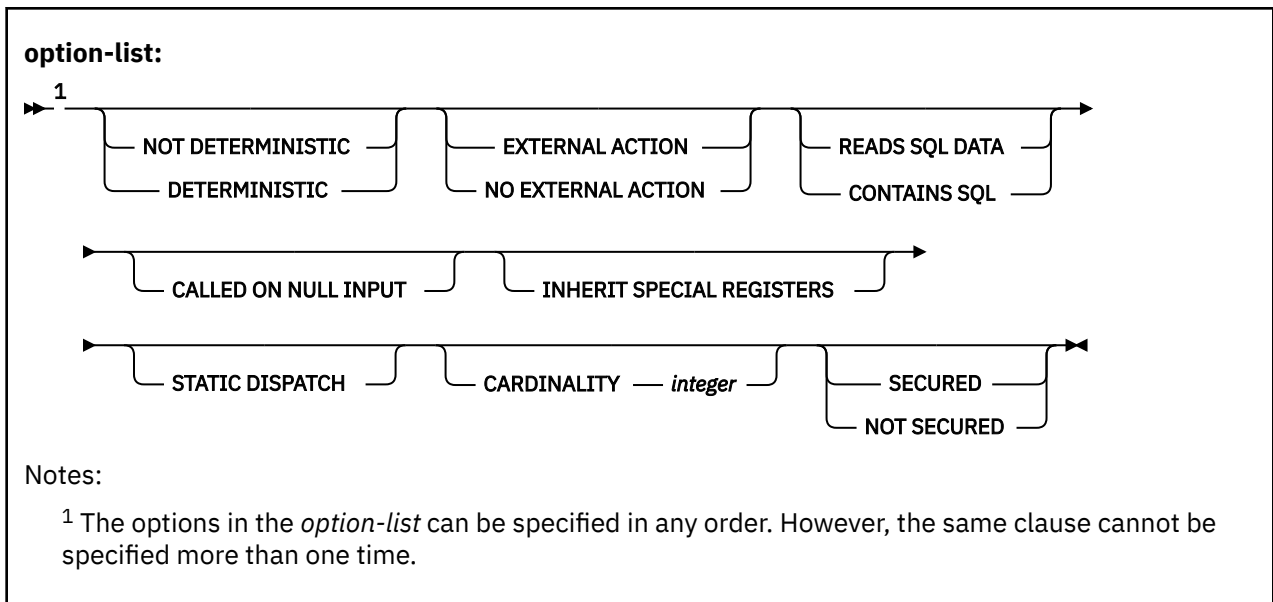 option-list:
1
NOT DETERMINISTIC EXTERNAL ACTION READS SQL DATA
DETERMINISTIC NO EXTERNAL ACTION CONTAINS SQL
CALLED ON NULL INPUT INHERIT SPECIAL REGISTERS
STATIC DISPATCH CARDINALITY integer SECURED
NOT SECURED
Notes:
1 The options in the option-list can be specified in any order. However, the same clause cannot be
specified more than one time.